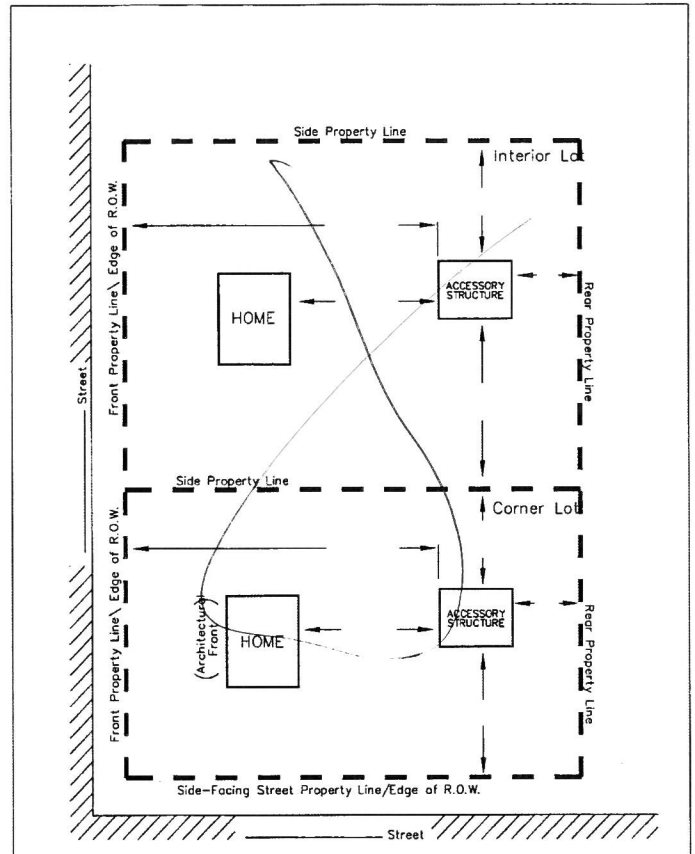 Side Property Line
Interior Lot
Front Property Line\ Edge of R.O.W.
HOME
ACCESSORY
STRUCTURE
Rear Property Line
Street
Side Property Line
Corner Lot
Front Property Line\ Edge of R.O.W.
(Architectural
Front)
HOME
ACCESSORY
STRUCTURE
Rear Property Line
Side-Facing Street Property Line/Edge of R.O.W.
Street